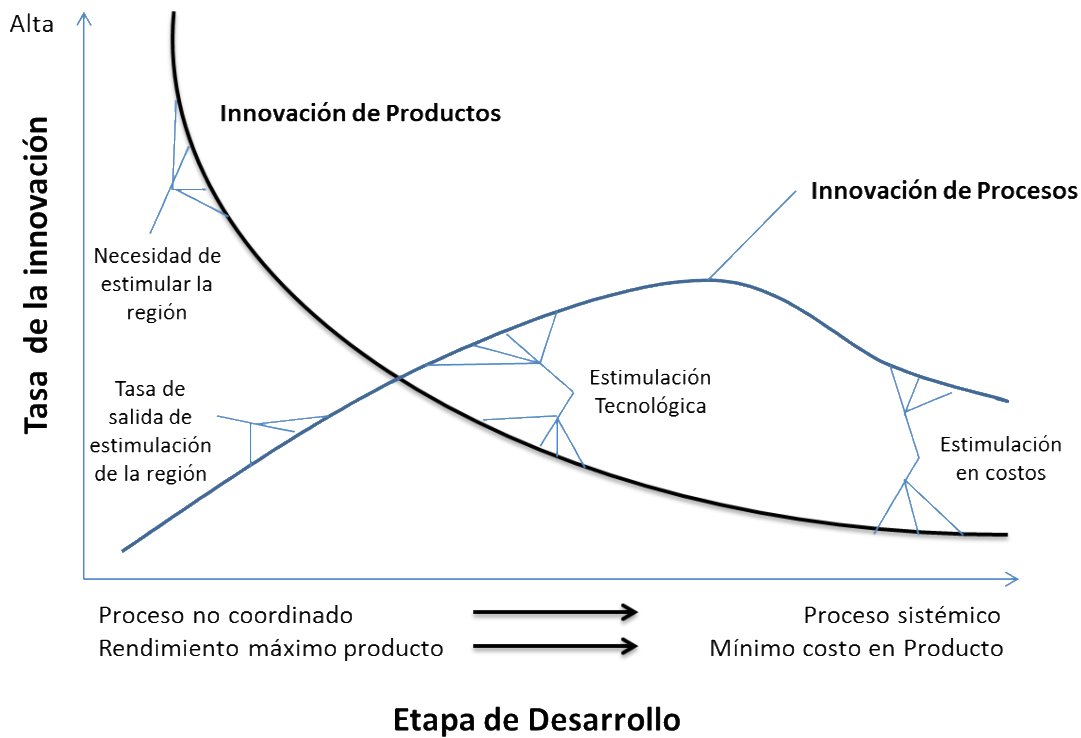 Alta
Tasa de la innovación
Innovación de Productos
Innovación de Procesos
Necesidad de
estimular la
región
Tasa de
salida de
estimulación
de la región
Estimulación
Tecnológica
Estimulación
en costos
Proceso no coordinado
Proceso sistémico
Rendimiento máximo producto
Mínimo costo en Producto
Etapa de Desarrollo